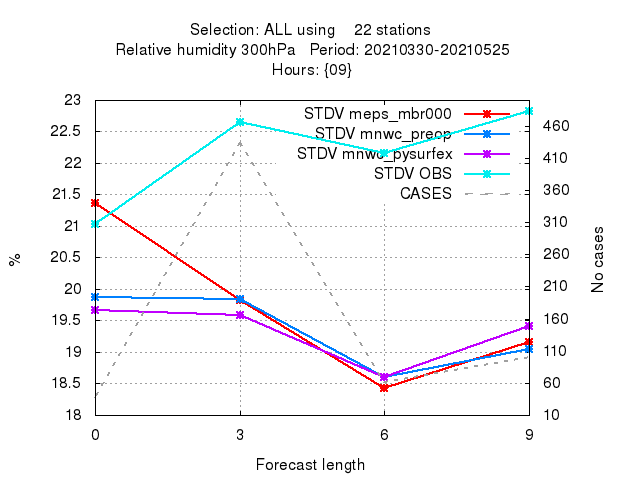 Selection: ALL using 22 stations
Relative humidity 300hPa Period: 20210330-20210525
Hours: {09}
STDV meps_mbr000
STDV mnwc_preop
STDV mnwc_pysurfex
STDV OBS
CASES
23
22.5
22
21.5
21
20.5
20
19.5
19
18.5
18
%
460
410
360
310
260
210
160
110
60
10
No cases
0 3 6 9
Forecast length